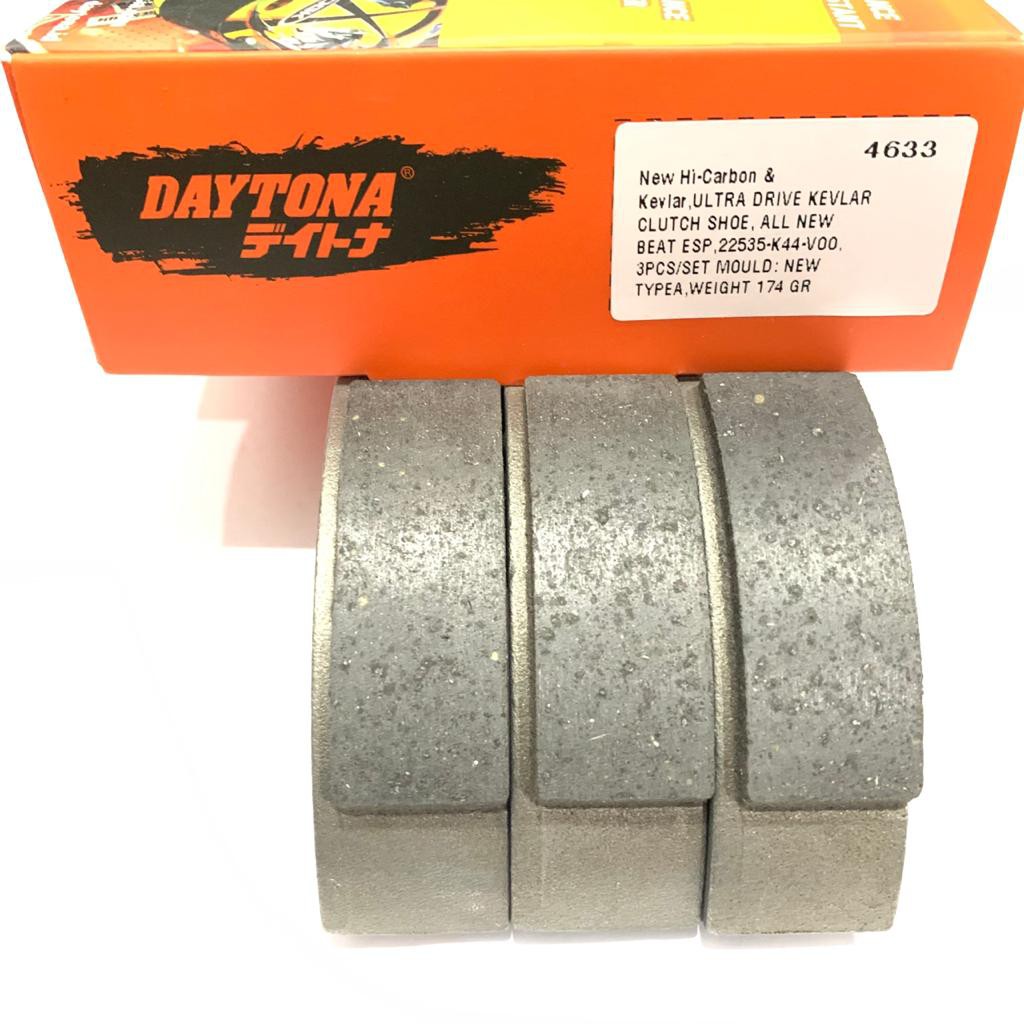 DAYTONA®
デイトナ
4633
New Hi-Carbon &
Kevlar,ULTRA DRIVE KEVLAR
CLUTCH SHOE, ALL NEW
BEAT ESP,22535-K44-V00,
3PCS/SET MOULD: NEW
TYPEA,WEIGHT 174 GR